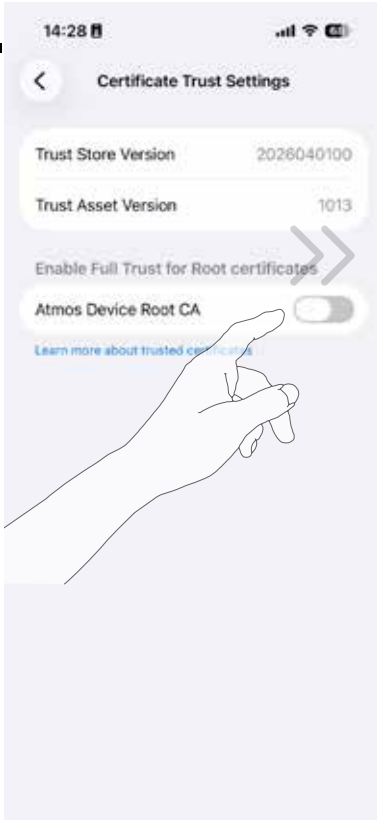 14:28
Certificate Trust Settings
Trust Store Version 2026040100
Trust Asset Version 1013
Enable Full Trust for Root certificates
Atmos Device Root CA
Learn more about trusted certificates